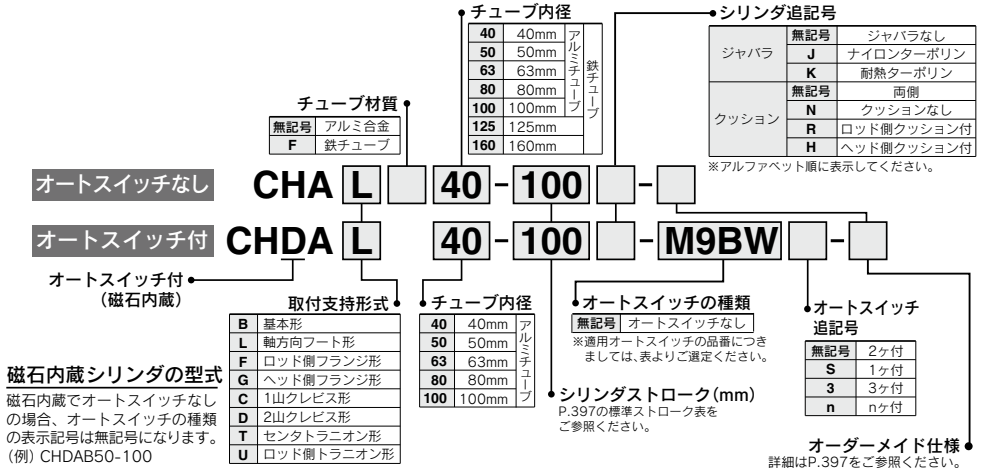 チューブ内径
40 40mm
50 50mm
63 63mm
80 80mm
100 100mm
125 125mm
160 160mm
アルミチューブ
鉄チューブ
シリンダ追記号
ジャバラ
無記号 ジャバラなし
J ナイロンターポリン
K 耐熱ターポリン
クッション
無記号 両側
N クッションなし
R ロッド側クッション付
H ヘッド側クッション付
※アルファベット順に表示してください。
チューブ材質
無記号 アルミ合金
F 鉄チューブ
オートスイッチなし CHA L 40 - 100 -
オートスイッチ付 CHDA L 40 - 100 - M9BW -
オートスイッチ付
(磁石内蔵)
取付支持形式
B 基本形
L 軸方向フート形
F ロッド側フランジ形
G ヘッド側フランジ形
C 1山クレビス形
D 2山クレビス形
T センタトラニオン形
U ロッド側トラニオン形
チューブ内径
40 40mm
50 50mm
63 63mm
80 80mm
100 100mm
アルミチューブ
オートスイッチの種類
無記号 オートスイッチなし
※適用オートスイッチの品番につき
ましては、表よりご選定ください。
シリンダストローク(mm)
P.397の標準ストローク表を
ご参照ください。
オートスイッチ
追記号
無記号 2ヶ付
S 1ヶ付
3 3ヶ付
n nヶ付
オーダーメイド仕様
詳細はP.397をご参照ください。
磁石内蔵シリンダの型式
磁石内蔵でオートスイッチなし
の場合、オートスイッチの種類
の表示記号は無記号になります。
(例) CHDAB50-100